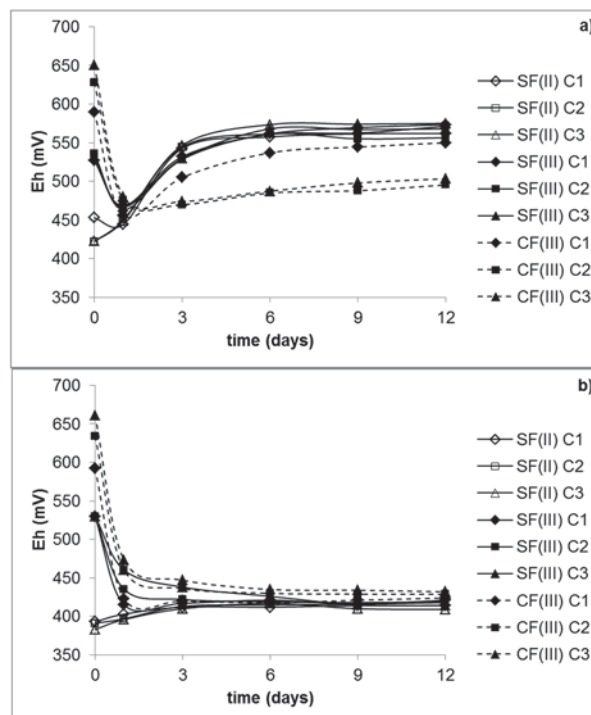 a)
700
650
600
550
500
450
400
350
300
Eh (mV)
0 3 6 9 12
time (days)
SF(II) C1
SF(II) C2
SF(II) C3
SF(III) C1
SF(III) C2
SF(III) C3
CF(III) C1
CF(III) C2
CF(III) C3
b)
700
650
600
550
500
450
400
350
Eh (mV)
0 3 6 9 12
time (days)
SF(II) C1
SF(II) C2
SF(II) C3
SF(III) C1
SF(III) C2
SF(III) C3
CF(III) C1
CF(III) C2
CF(III) C3